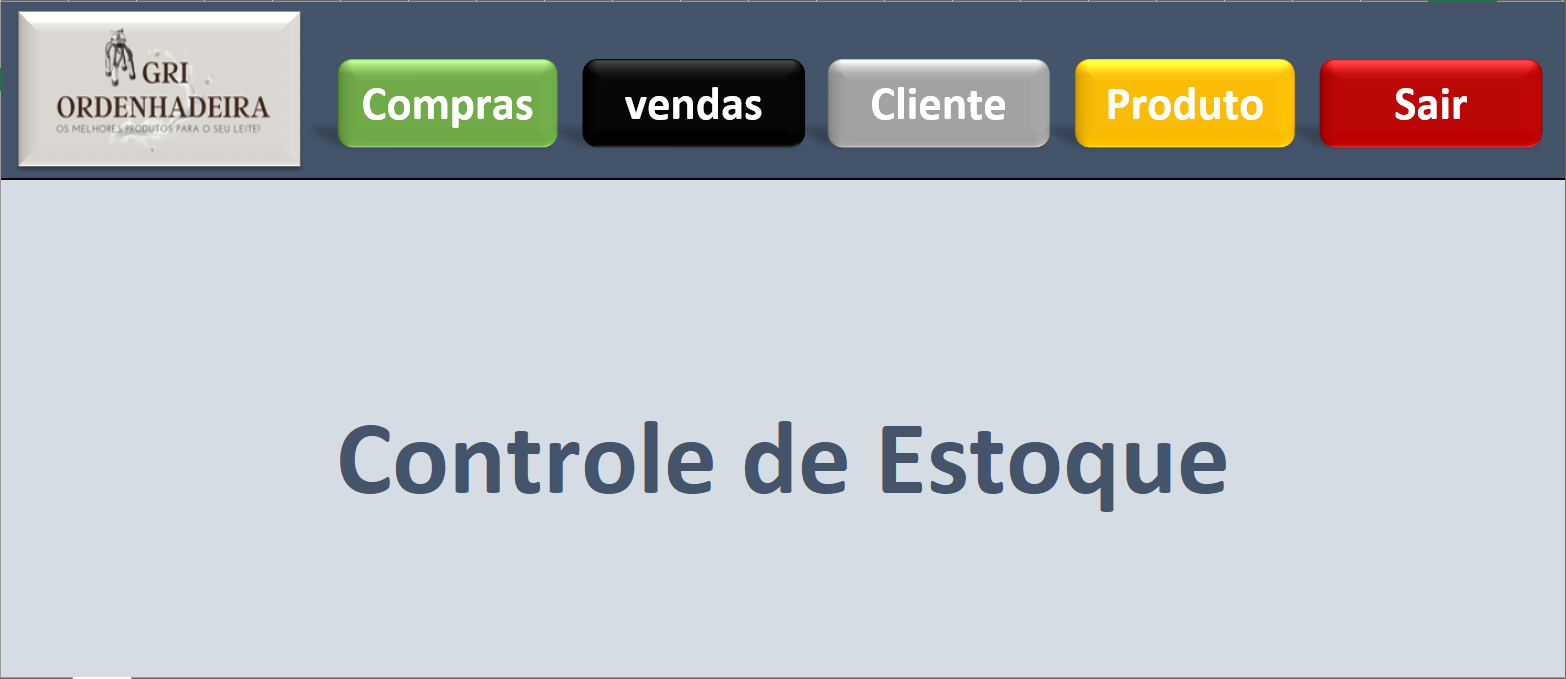 GRI
ORDENHADEIRA
OS MELHORES PRODUTOS PARA O SEU LEITE!
Compras
vendas
Cliente
Produto
Sair
Controle de Estoque